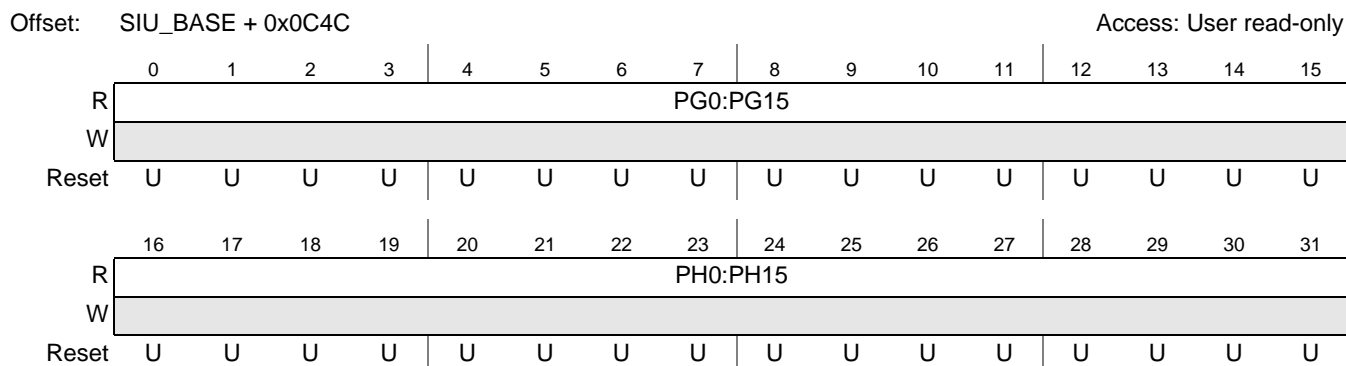 Offset: SIU_BASE + 0x0C4C Access: User read-only
0 1 2 3 4 5 6 7 8 9 10 11 12 13 14 15
R PG0:PG15
W
Reset U U U U U U U U U U U U U U U U
16 17 18 19 20 21 22 23 24 25 26 27 28 29 30 31
R PH0:PH15
W
Reset U U U U U U U U U U U U U U U U